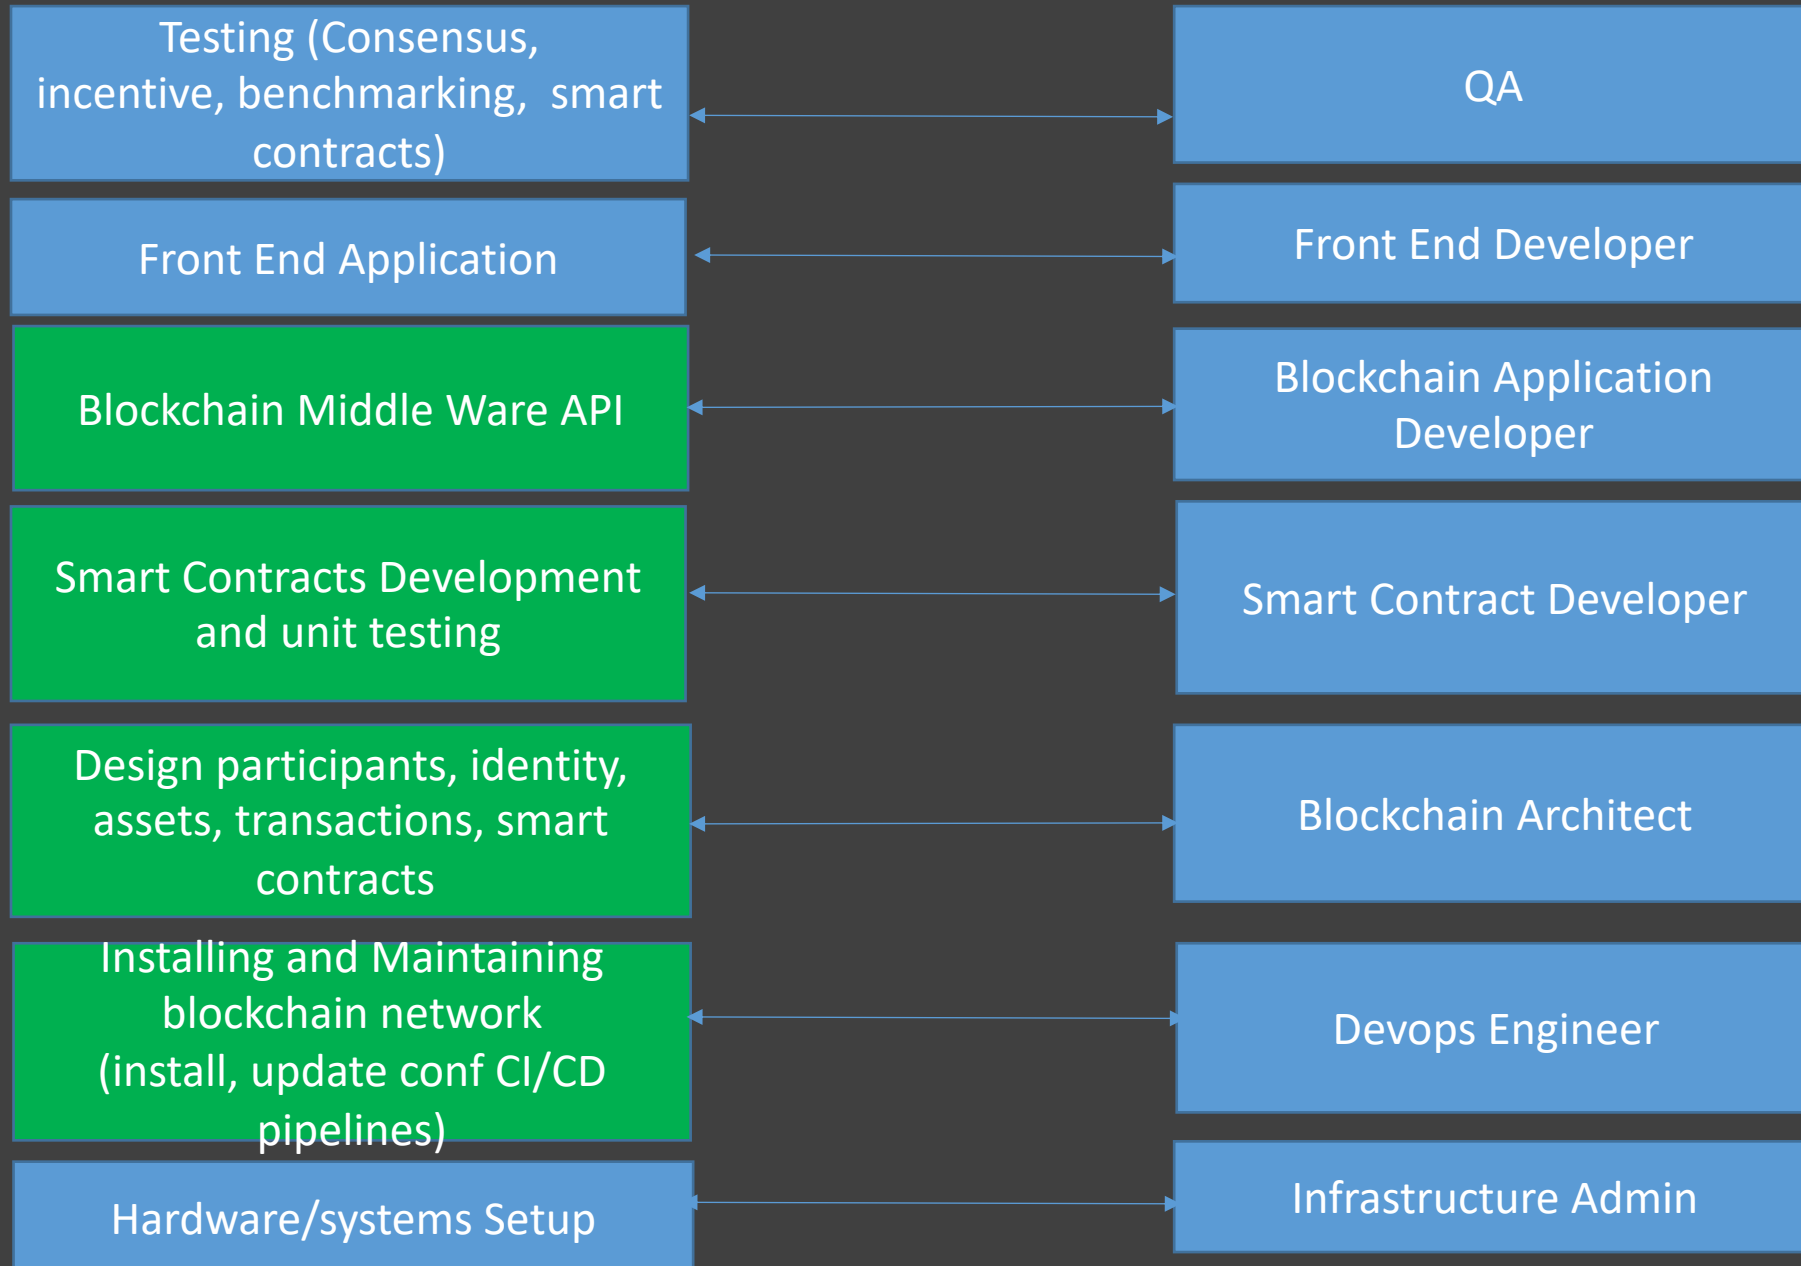 Testing (Consensus,
incentive, benchmarking, smart
contracts)
QA
Front End Application
Front End Developer
Blockchain Middle Ware API
Blockchain Application
Developer
Smart Contracts Development
and unit testing
Smart Contract Developer
Design participants, identity,
assets, transactions, smart
contracts
Blockchain Architect
Installing and Maintaining
blockchain network
(install, update conf CI/CD
pipelines)
Devops Engineer
Hardware/systems Setup
Infrastructure Admin